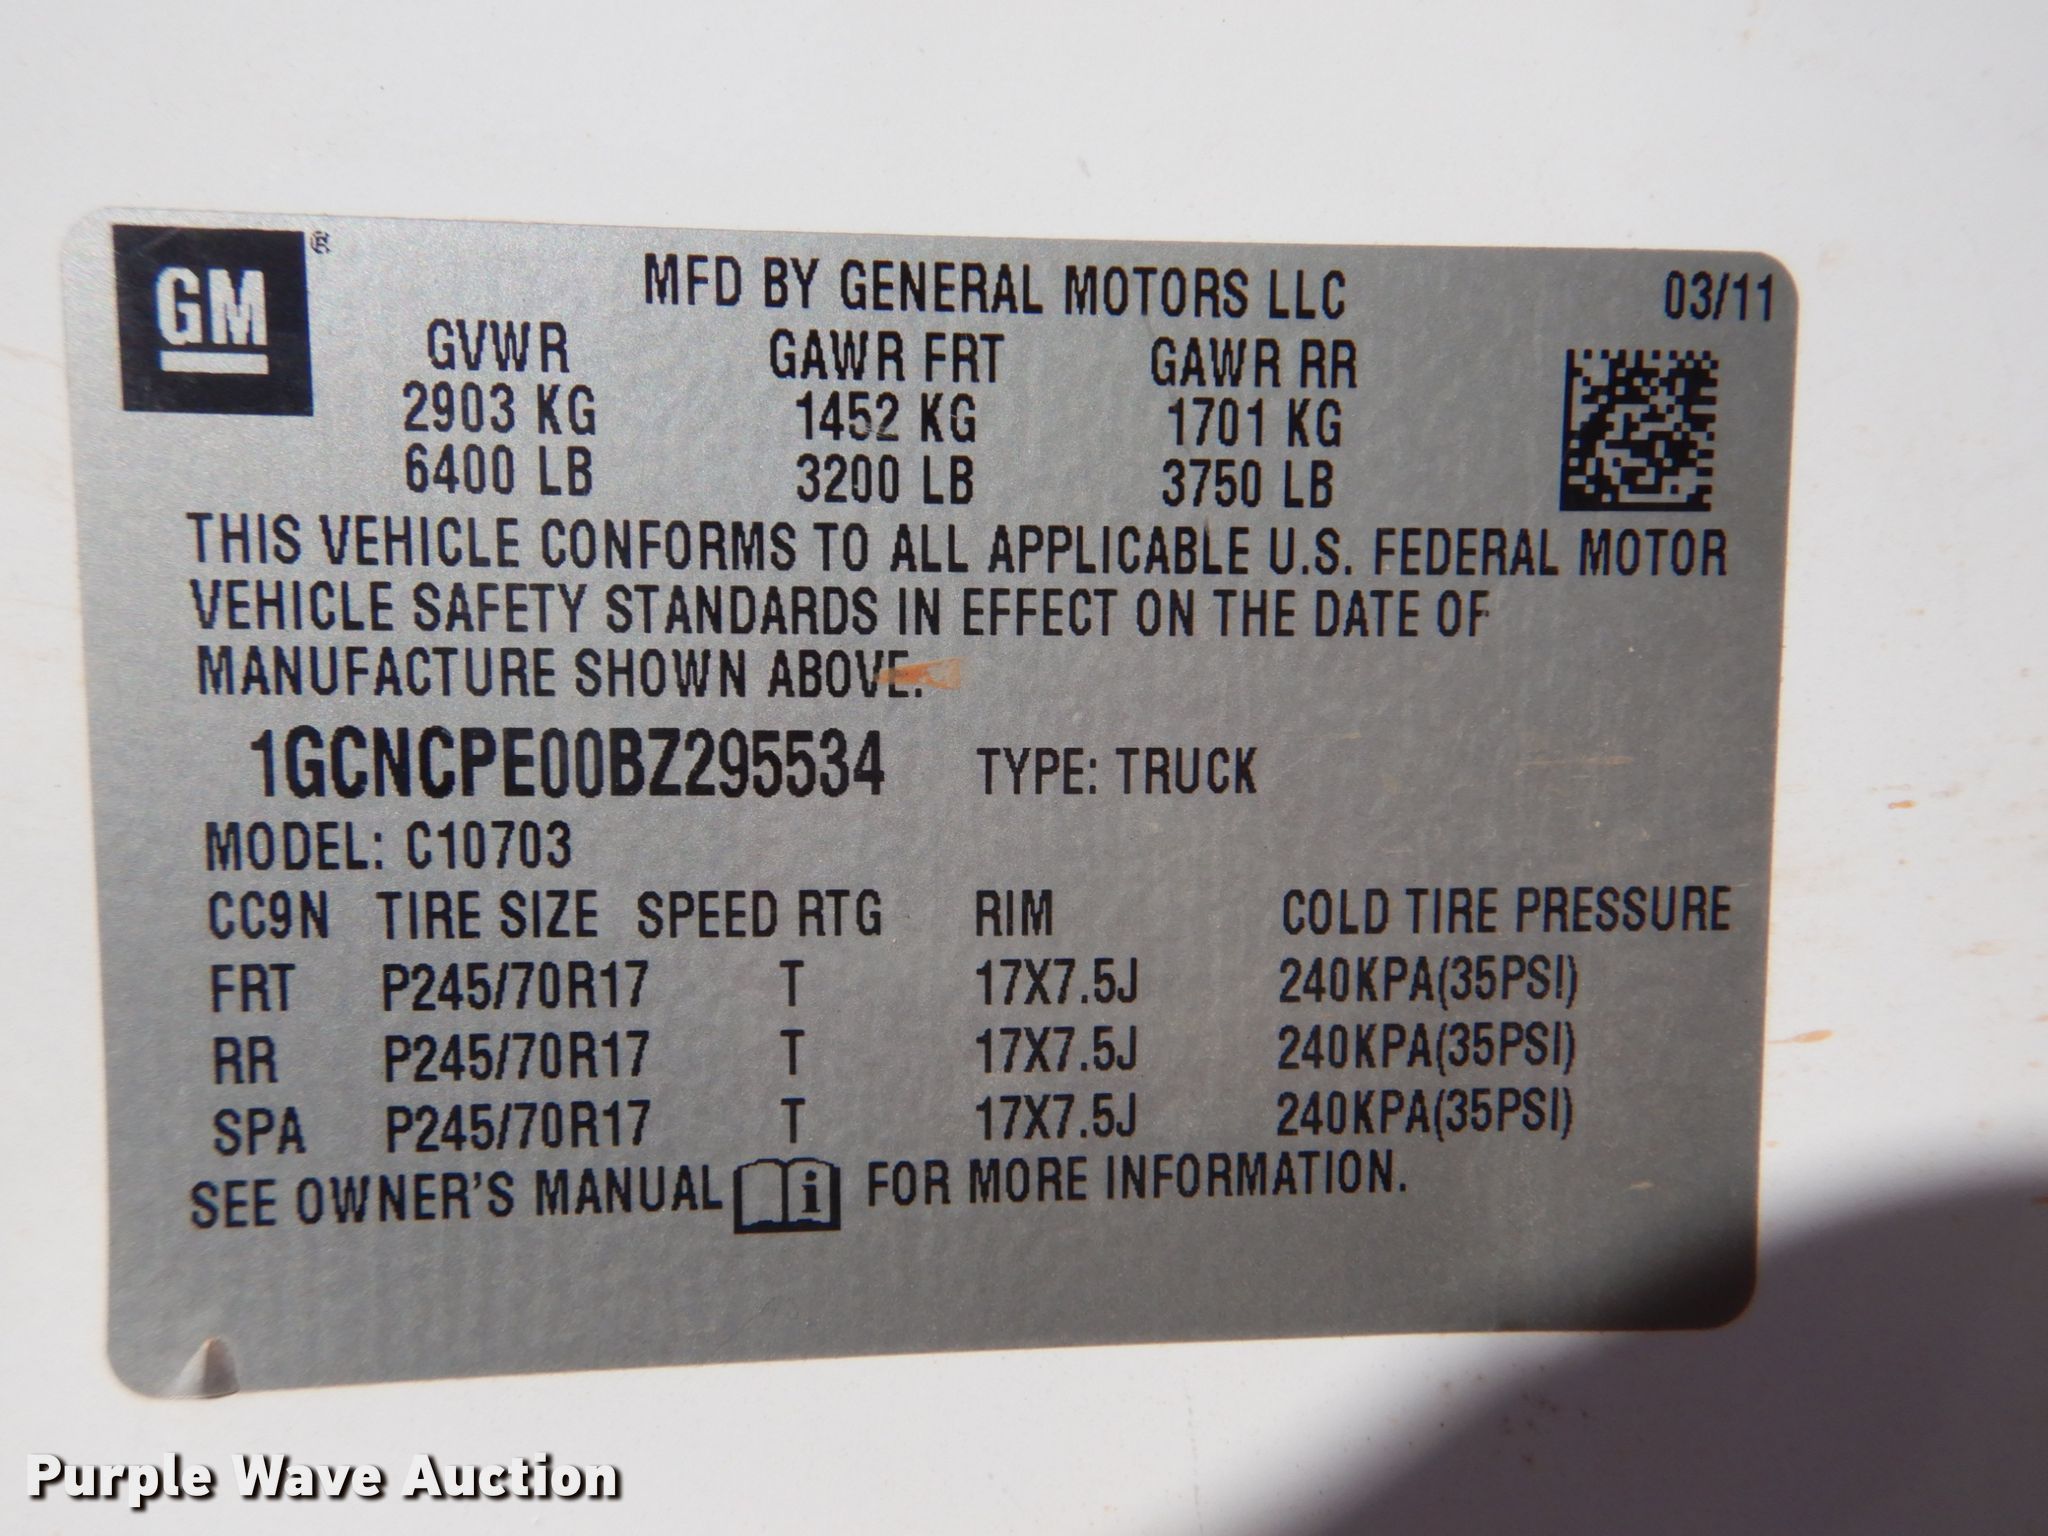 GM ®
MFD BY GENERAL MOTORS LLC 03/11
GVWR GAWR FRT GAWR RR
2903 KG 1452 KG 1701 KG
6400 LB 3200 LB 3750 LB
THIS VEHICLE CONFORMS TO ALL APPLICABLE U.S. FEDERAL MOTOR
VEHICLE SAFETY STANDARDS IN EFFECT ON THE DATE OF
MANUFACTURE SHOWN ABOVE.
1GCNCPE00BZ295534 TYPE: TRUCK
MODEL: C10703
CC9N TIRE SIZE SPEED RTG RIM COLD TIRE PRESSURE
FRT P245/70R17 T 17X7.5J 240KPA(35PSI)
RR P245/70R17 T 17X7.5J 240KPA(35PSI)
SPA P245/70R17 T 17X7.5J 240KPA(35PSI)
SEE OWNER'S MANUAL i FOR MORE INFORMATION.
Purple Wave Auction